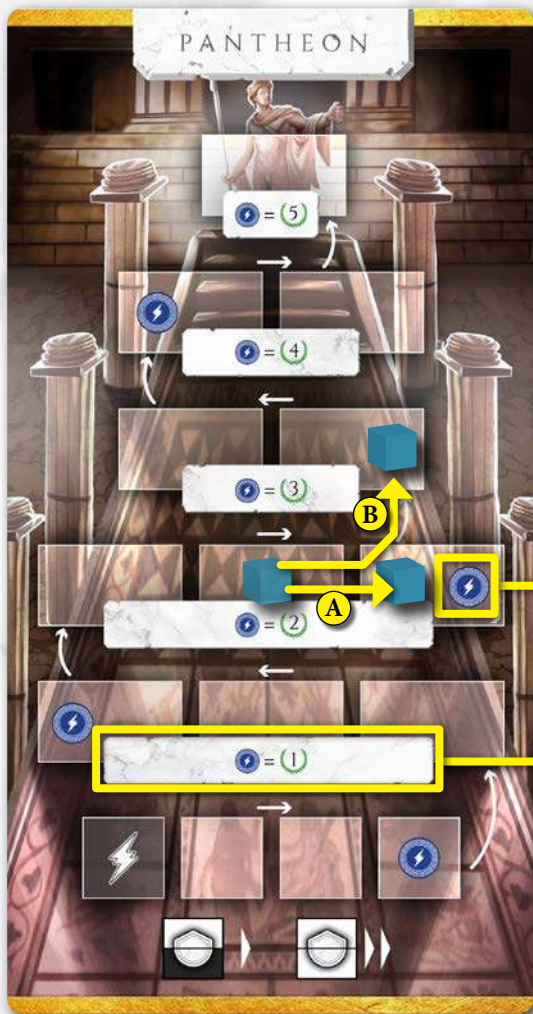 PANTHEON
= (5)
= (4)
= (3)
B
A
= (2)
= (1)